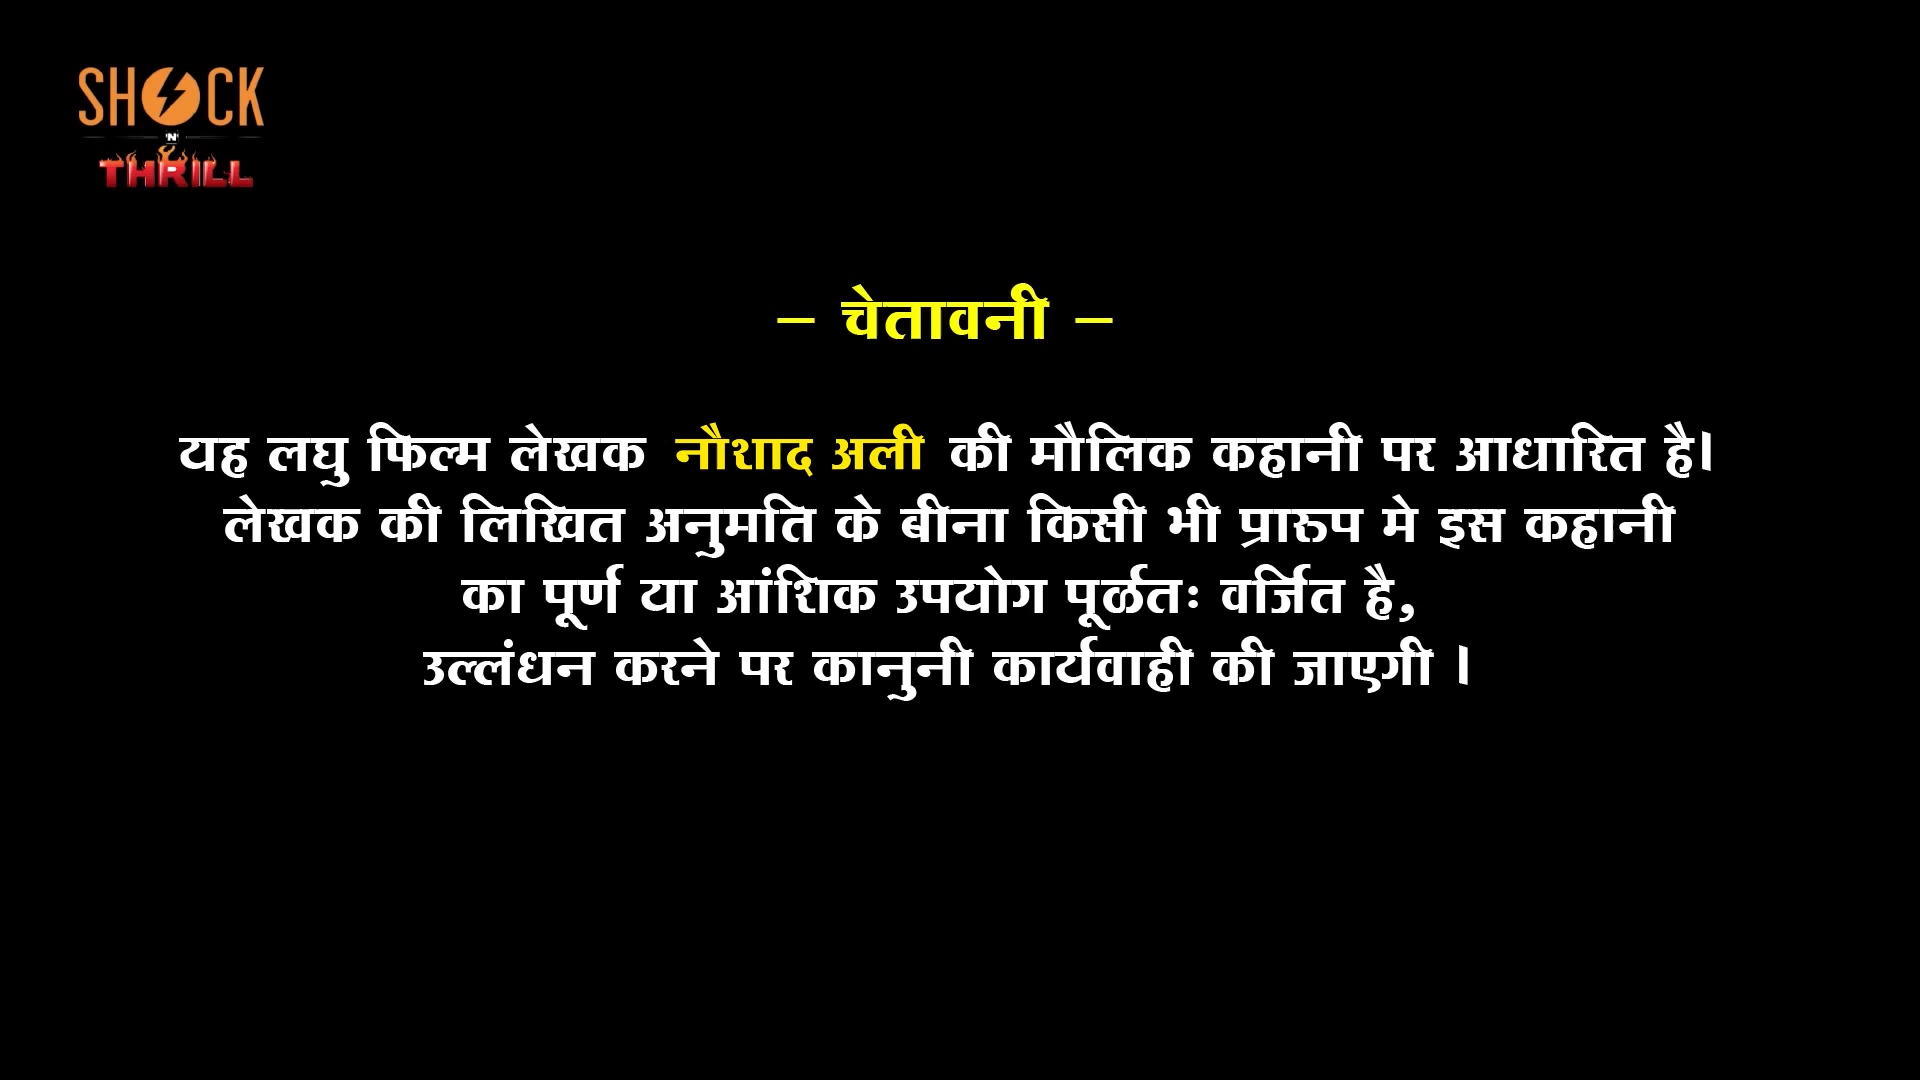 SHOCK
'N'
THRILL
– चेतावनी –
यह लघु फिल्म लेखक नौशाद अली की मौलिक कहानी पर आधारित है।
लेखक की लिखित अनुमति के बीना किसी भी प्रारुप मे इस कहानी
का पूर्ण या आंशिक उपयोग पूर्ळतः वर्जित है,
उल्लंधन करने पर कानुनी कार्यवाही की जाएगी ।